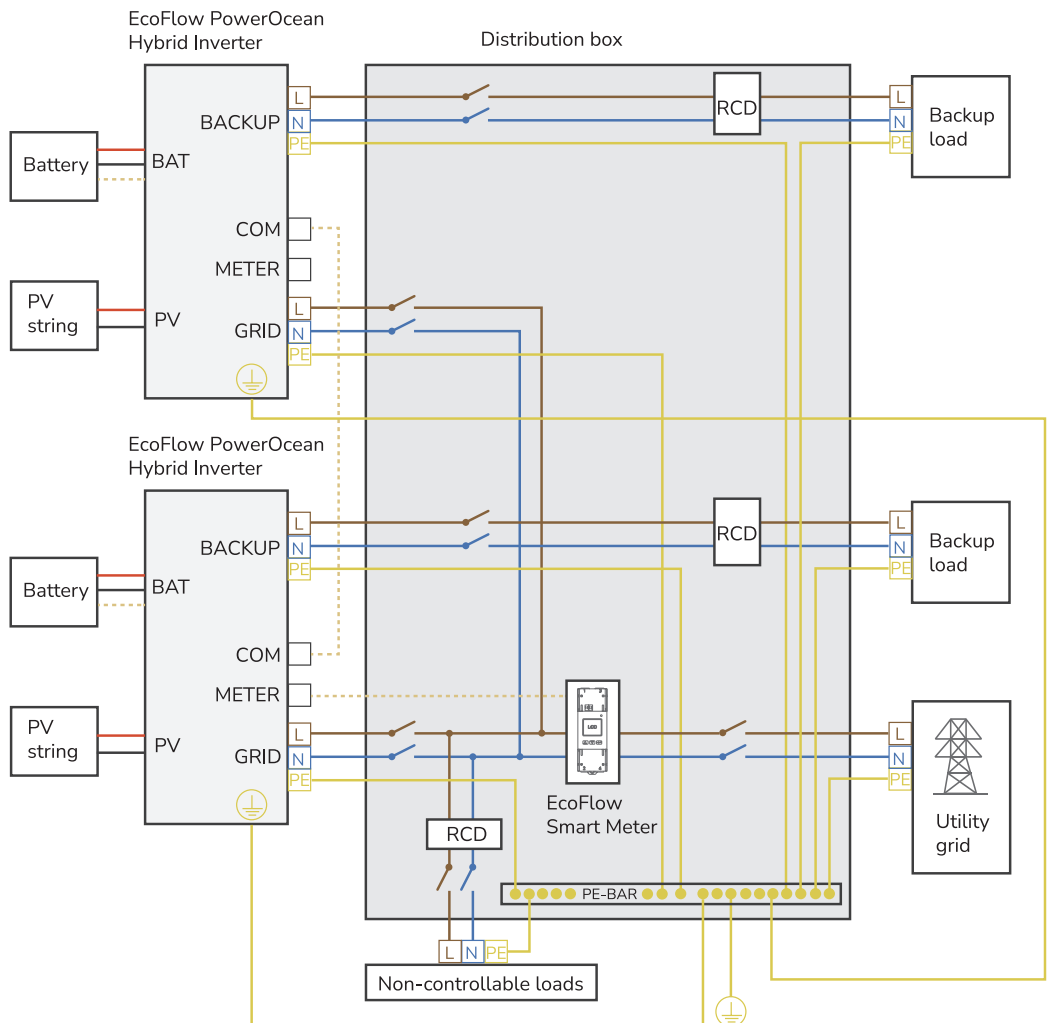 EcoFlow PowerOcean
Hybrid Inverter
Distribution box
L
BACKUP
N
PE
RCD
L
N
PE
Backup
load
Battery
BAT
COM
METER
PV
string
PV
L
GRID
N
PE
EcoFlow PowerOcean
Hybrid Inverter
L
BACKUP
N
PE
RCD
L
N
PE
Backup
load
Battery
BAT
COM
METER
PV
string
PV
L
GRID
N
PE
EcoFlow
Smart Meter
L
N
PE
Utility
grid
RCD
PE-BAR
L
N
PE
Non-controllable loads